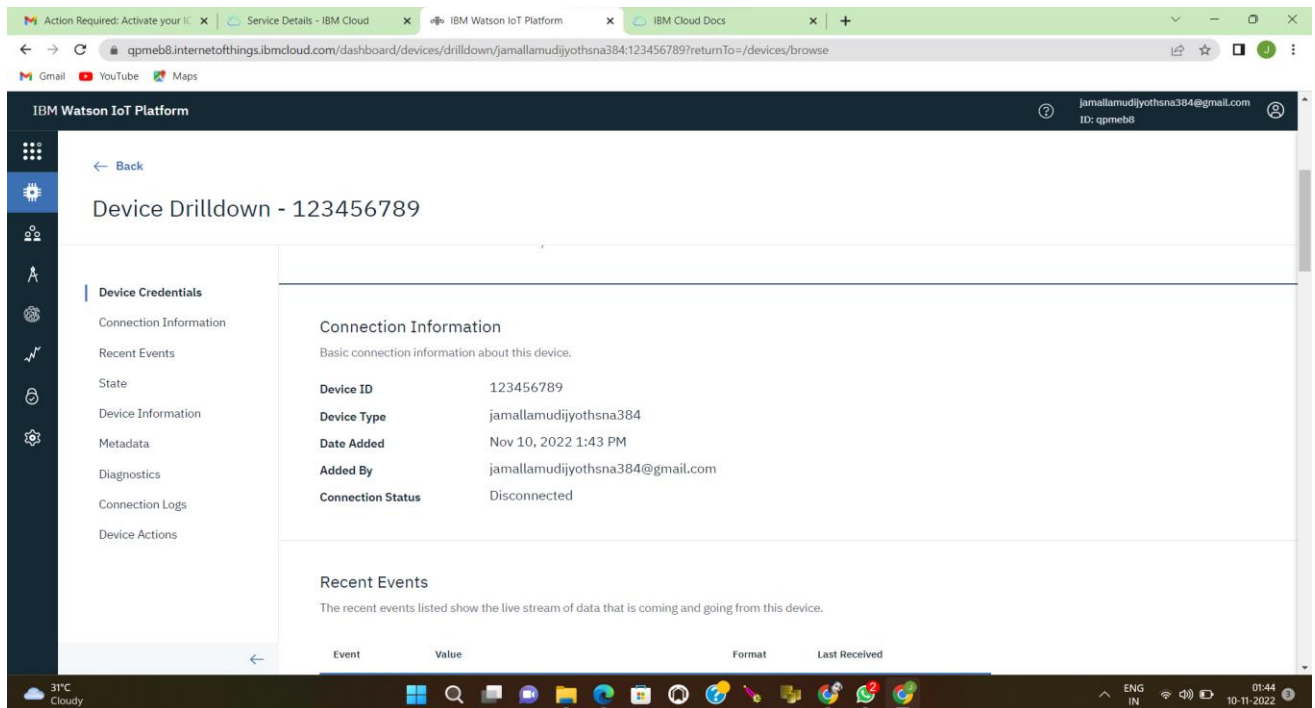 Action Required: Activate your IC
Service Details - IBM Cloud
IBM Watson IoT Platform
IBM Cloud Docs
qpmeb8.internetofthings.ibmcloud.com/dashboard/devices/drilldown/jamallamudijyothsna384:123456789?returnTo=/devices/browse
J
Gmail
YouTube
Maps
IBM Watson IoT Platform
jamallamudijyothsna384@gmail.com
ID: qpmeb8
← Back
Device Drilldown - 123456789
Device Credentials
Connection Information
Recent Events
State
Device Information
Metadata
Diagnostics
Connection Logs
Device Actions
Connection Information
Basic connection information about this device.
Device ID 123456789
Device Type jamallamudijyothsna384
Date Added Nov 10, 2022 1:43 PM
Added By jamallamudijyothsna384@gmail.com
Connection Status Disconnected
Recent Events
The recent events listed show the live stream of data that is coming and going from this device.
Event Value Format Last Received
31°C
Cloudy
2
ENG
IN
01:44
10-11-2022
3